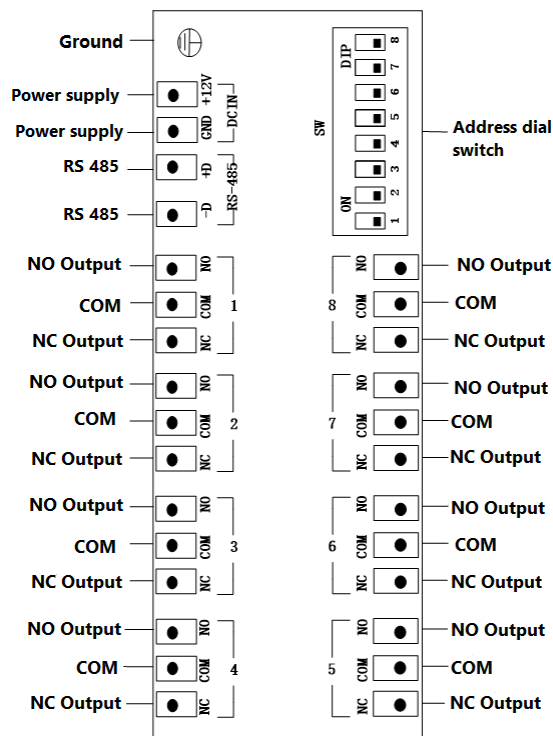 Ground
Power supply
+12V
Power supply
GND
DCIN
RS 485
+D
RS 485
-D
RS-485
SW
DIP
ON
8
7
6
5
4
3
2
1
Address dial
switch
NO Output
NO
COM
COM
1
NC Output
NC
NO Output
NO
COM
COM
2
NC Output
NC
NO Output
NO
COM
COM
3
NC Output
NC
NO Output
NO
COM
COM
4
NC Output
NC
8
NO
NO Output
COM
COM
NC
NC Output
7
NO
NO Output
COM
COM
NC
NC Output
6
NO
NO Output
COM
COM
NC
NC Output
5
NO
NO Output
COM
COM
NC
NC Output